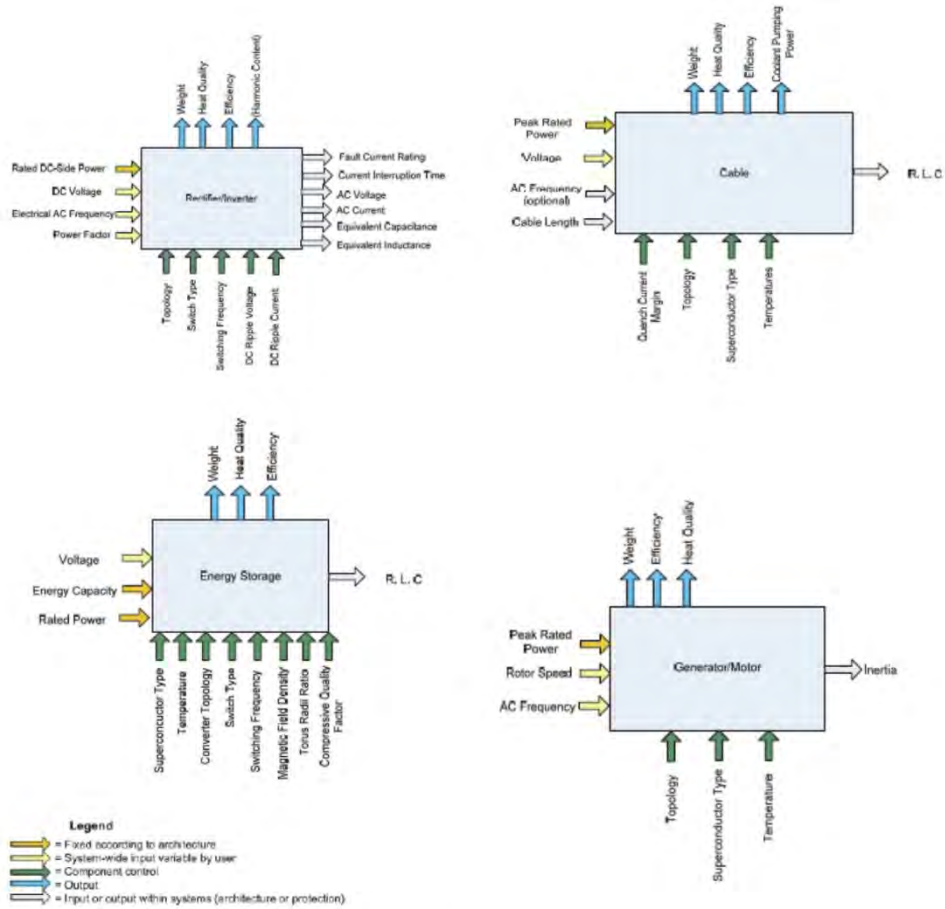 Weight
Heat Quality
Efficiency
(Harmonic Content)
Rated DC-Side Power
DC Voltage
Electrical AC Frequency
Power Factor
Rectifier/Inverter
Fault Current Rating
Current Interruption Time
AC Voltage
AC Current
Equivalent Capacitance
Equivalent Inductance
Topology
Switch Type
Switching Frequency
DC Ripple Voltage
DC Ripple Current
Weight
Heat Quality
Efficiency
Coolant Pumping
Power
Peak Rated
Power
Voltage
AC Frequency
(optional)
Cable Length
Cable
R, L, C
Quench Current
Margin
Topology
Superconductor Type
Temperatures
Weight
Heat Quality
Efficiency
Voltage
Energy Capacity
Rated Power
Energy Storage
R, L, C
Superconductor Type
Temperature
Converter Topology
Switch Type
Switching Frequency
Magnetic Field Density
Torus Radii Ratio
Compressive Quality
Factor
Weight
Efficiency
Heat Quality
Peak Rated
Power
Rotor Speed
AC Frequency
Generator/Motor
Inertia
Topology
Superconductor Type
Temperature
Legend
= Fixed according to architecture
= System-wide input variable by user
= Component control
= Output
= Input or output within systems (architecture or protection)